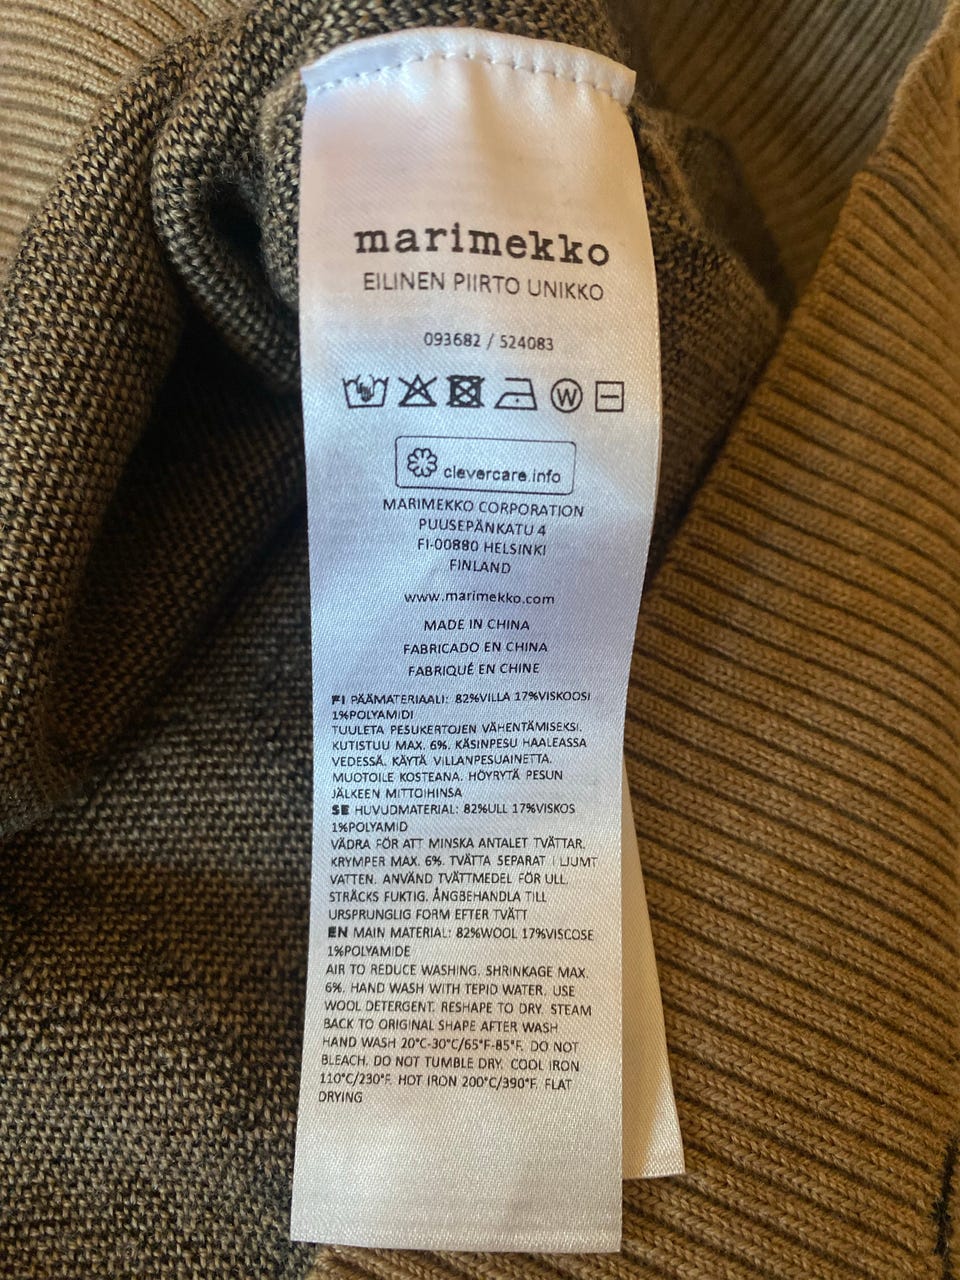 marimekko
EILINEN PIIRTO UNIKKO
093682 / 524083
W
clevercare.info
MARIMEKKO CORPORATION
PUUSEPÄNKATU 4
FI-00880 HELSINKI
FINLAND
www.marimekko.com
MADE IN CHINA
FABRICADO EN CHINA
FABRIQUÉ EN CHINE
FI PÄÄMATERIAALI: 82%VILLA 17%VISKOOSI
1%POLYAMIDI
TUULETA PESUKERTOJEN VÄHENTÄMISEKSI.
KUTISTUU MAX. 6%. KÄSINPESU HAALEASSA
VEDESSÄ. KÄYTÄ VILLANPESUAINETTA.
MUOTOILE KOSTEANA. HÖYRYTÄ PESUN
JÄLKEEN MITTOIHINSA
SE HUVUDMATERIAL: 82%ULL 17%VISKOS
1%POLYAMID
VÄDRA FÖR ATT MINSKA ANTALET TVÄTTAR.
KRYMPER MAX. 6%. TVÄTTA SEPARAT I LJUMT
VATTEN. ANVÄND TVÄTTMEDEL FÖR ULL.
STRÄCKS FUKTIG. ÅNGBEHANDLA TILL
URSPRUNGLIG FORM EFTER TVÄTT
EN MAIN MATERIAL: 82%WOOL 17%VISCOSE
1%POLYAMIDE
AIR TO REDUCE WASHING. SHRINKAGE MAX.
6%. HAND WASH WITH TEPID WATER. USE
WOOL DETERGENT. RESHAPE TO DRY. STEAM
BACK TO ORIGINAL SHAPE AFTER WASH
HAND WASH 20°C-30°C/65°F-85°F. DO NOT
BLEACH. DO NOT TUMBLE DRY. COOL IRON
110°C/230°F. HOT IRON 200°C/390°F. FLAT
DRYING